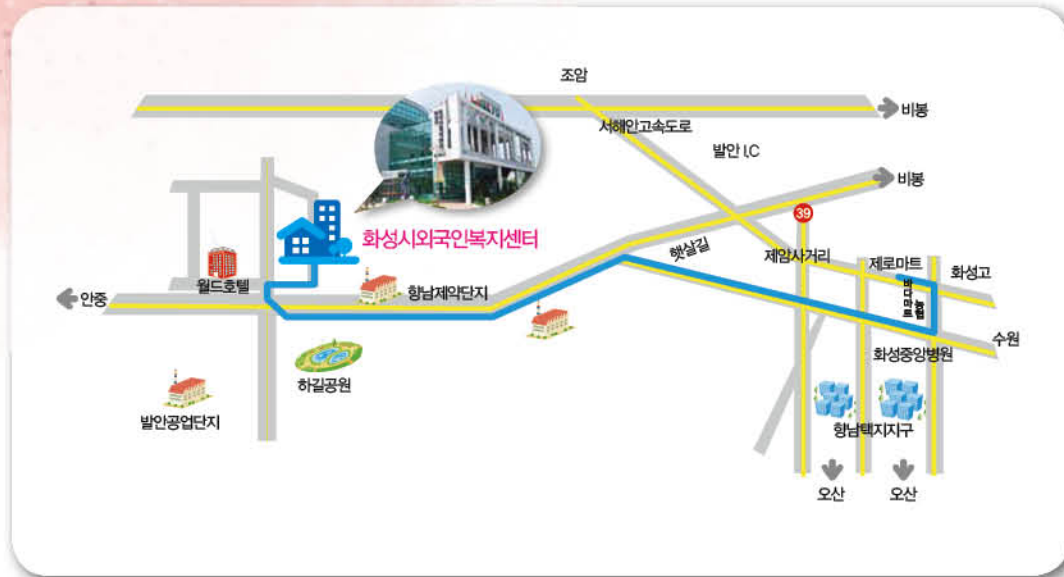 조암
비봉
서해안고속도로
발안 I.C
비봉
39
화성시외국인복지센터
햇살길
제암사거리
제로마트
화성고
월드호텔
향남제약단지
안중
바다마트
농협
수원
화성중앙병원
하길공원
발안공업단지
향남택지지구
오산
오산